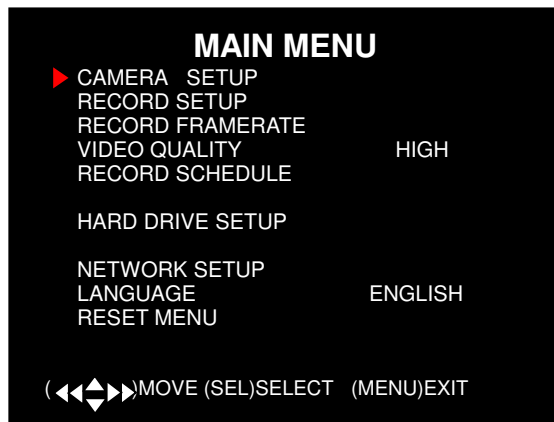 MAIN MENU
CAMERA SETUP
RECORD SETUP
RECORD FRAMERATE
VIDEO QUALITY HIGH
RECORD SCHEDULE
HARD DRIVE SETUP
NETWORK SETUP
LANGUAGE ENGLISH
RESET MENU
( )MOVE (SEL)SELECT (MENU)EXIT